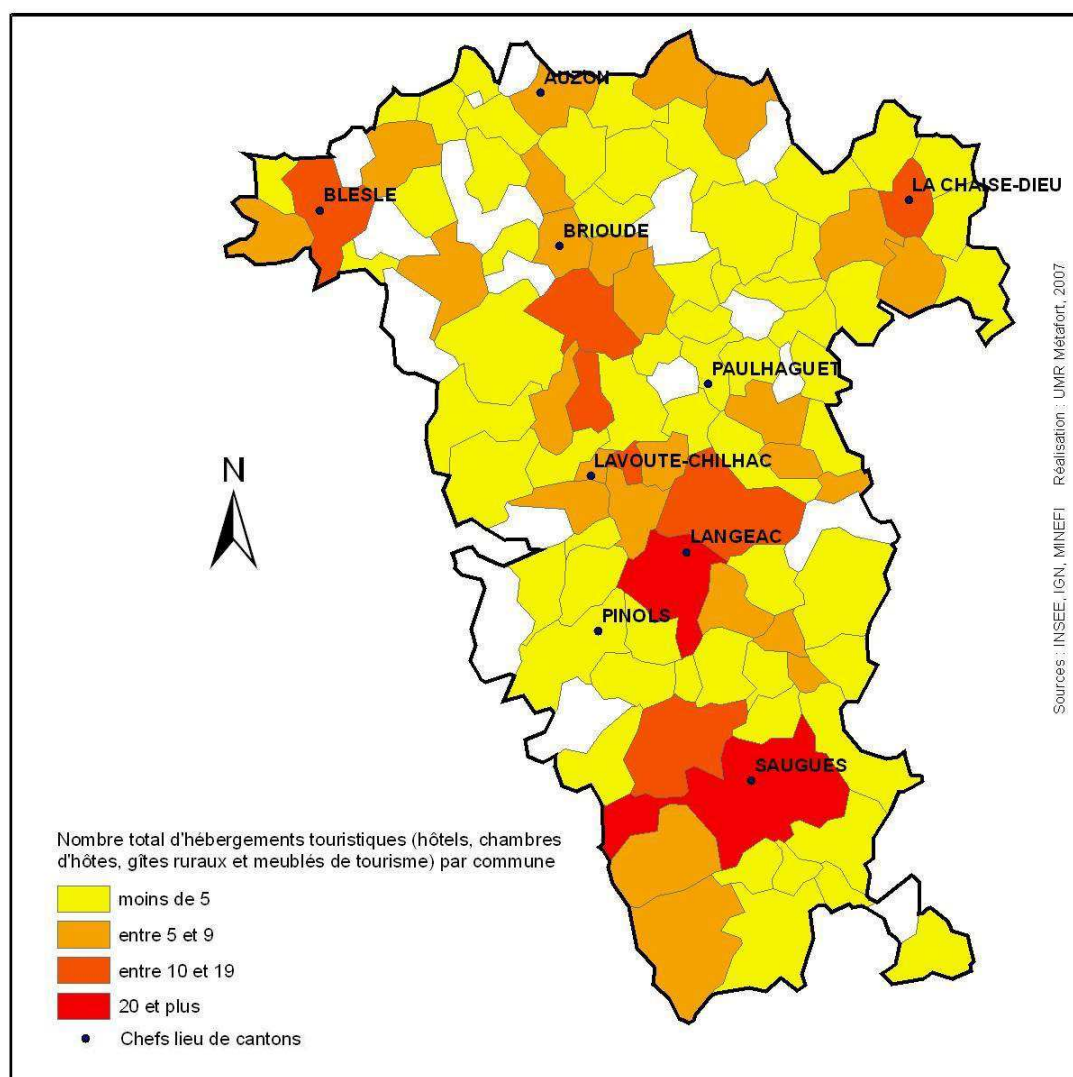 AUZON
BLESLE
LA CHAISE-DIEU
BRIOUDE
PAULHAGUET
LAVOUTE-CHILHAC
N
LANGEAC
PINOLS
SAUGUES
Nombre total d'hébergements touristiques (hôtels, chambres
d'hôtes, gîtes ruraux et meublés de tourisme) par commune
moins de 5
entre 5 et 9
entre 10 et 19
20 et plus
Chefs lieu de cantons
Sources : INSEE, IGN, MINEFI Réalisation : UMR Métafort, 2007